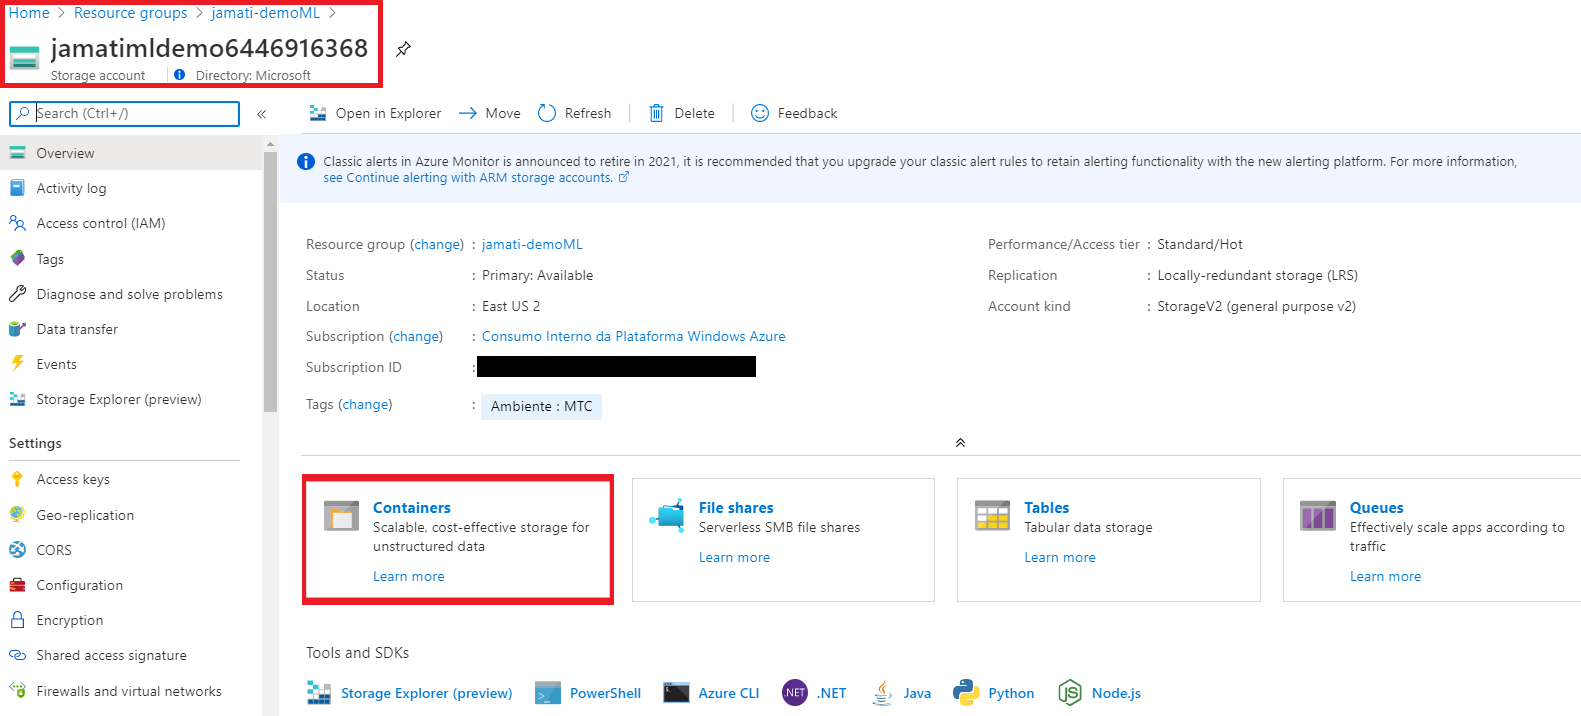 Home > Resource groups > jamati-demoML >
jamatimldemo6446916368
Storage account
Directory: Microsoft
Search (Ctrl+/)
«
Open in Explorer
Move
Refresh
Delete
Feedback
Overview
Activity log
Access control (IAM)
Tags
Diagnose and solve problems
Data transfer
Events
Storage Explorer (preview)
Settings
Access keys
Geo-replication
CORS
Configuration
Encryption
Shared access signature
Firewalls and virtual networks
Classic alerts in Azure Monitor is announced to retire in 2021, it is recommended that you upgrade your classic alert rules to retain alerting functionality with the new alerting platform. For more information,
see Continue alerting with ARM storage accounts.
Resource group (change) : jamati-demoML
Status : Primary: Available
Location : East US 2
Subscription (change) : Consumo Interno da Plataforma Windows Azure
Subscription ID :
Tags (change) : Ambiente : MTC
Performance/Access tier : Standard/Hot
Replication : Locally-redundant storage (LRS)
Account kind : StorageV2 (general purpose v2)
Containers
Scalable, cost-effective storage for
unstructured data
Learn more
File shares
Serverless SMB file shares
Learn more
Tables
Tabular data storage
Learn more
Queues
Effectively scale apps according to
traffic
Learn more
Tools and SDKs
Storage Explorer (preview)
PowerShell
Azure CLI
.NET
.NET
Java
Python
JS
Node.js